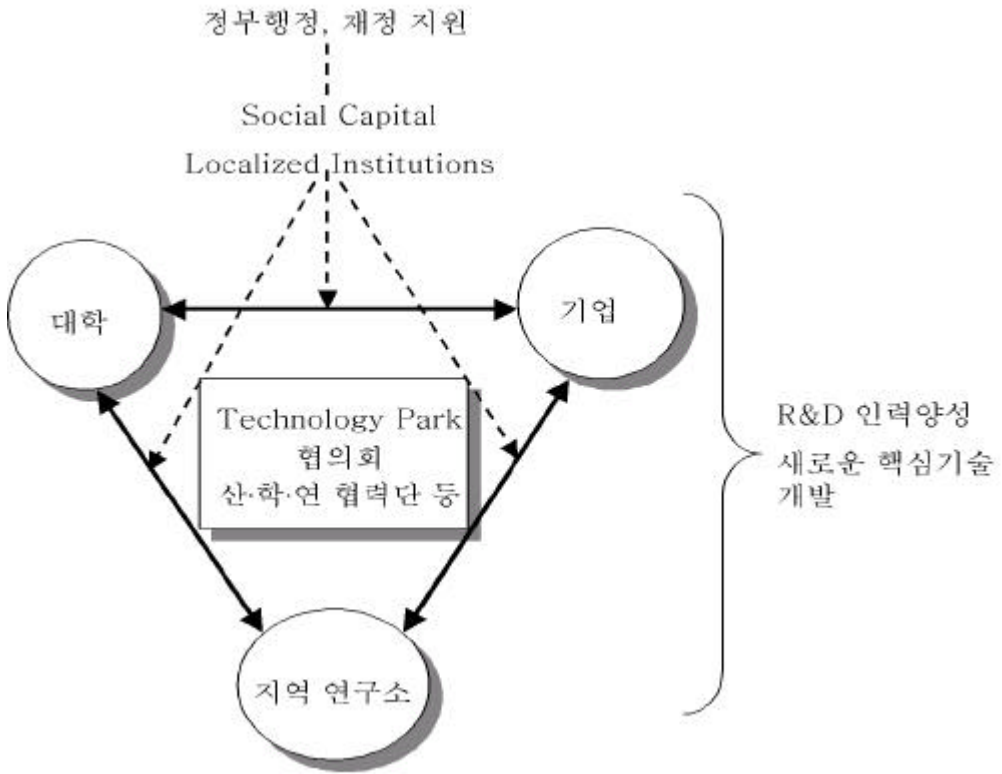 정부행정, 재정 지원
Social Capital
Localized Institutions
대학
기업
Technology Park
협의회
산·학·연 협력단 등
R&D 인력양성
새로운 핵심기술
개발
지역 연구소